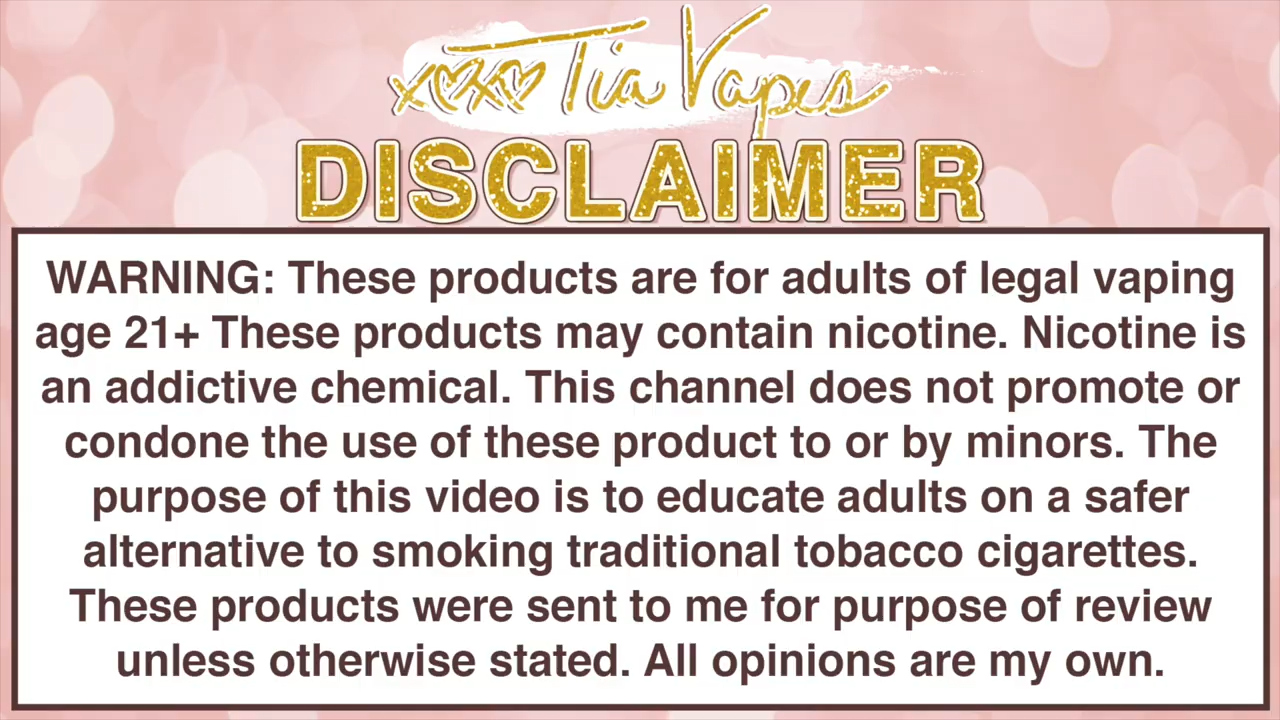 xoxo Tia Vapes
DISCLAIMER
WARNING: These products are for adults of legal vaping
age 21+ These products may contain nicotine. Nicotine is
an addictive chemical. This channel does not promote or
condone the use of these product to or by minors. The
purpose of this video is to educate adults on a safer
alternative to smoking traditional tobacco cigarettes.
These products were sent to me for purpose of review
unless otherwise stated. All opinions are my own.